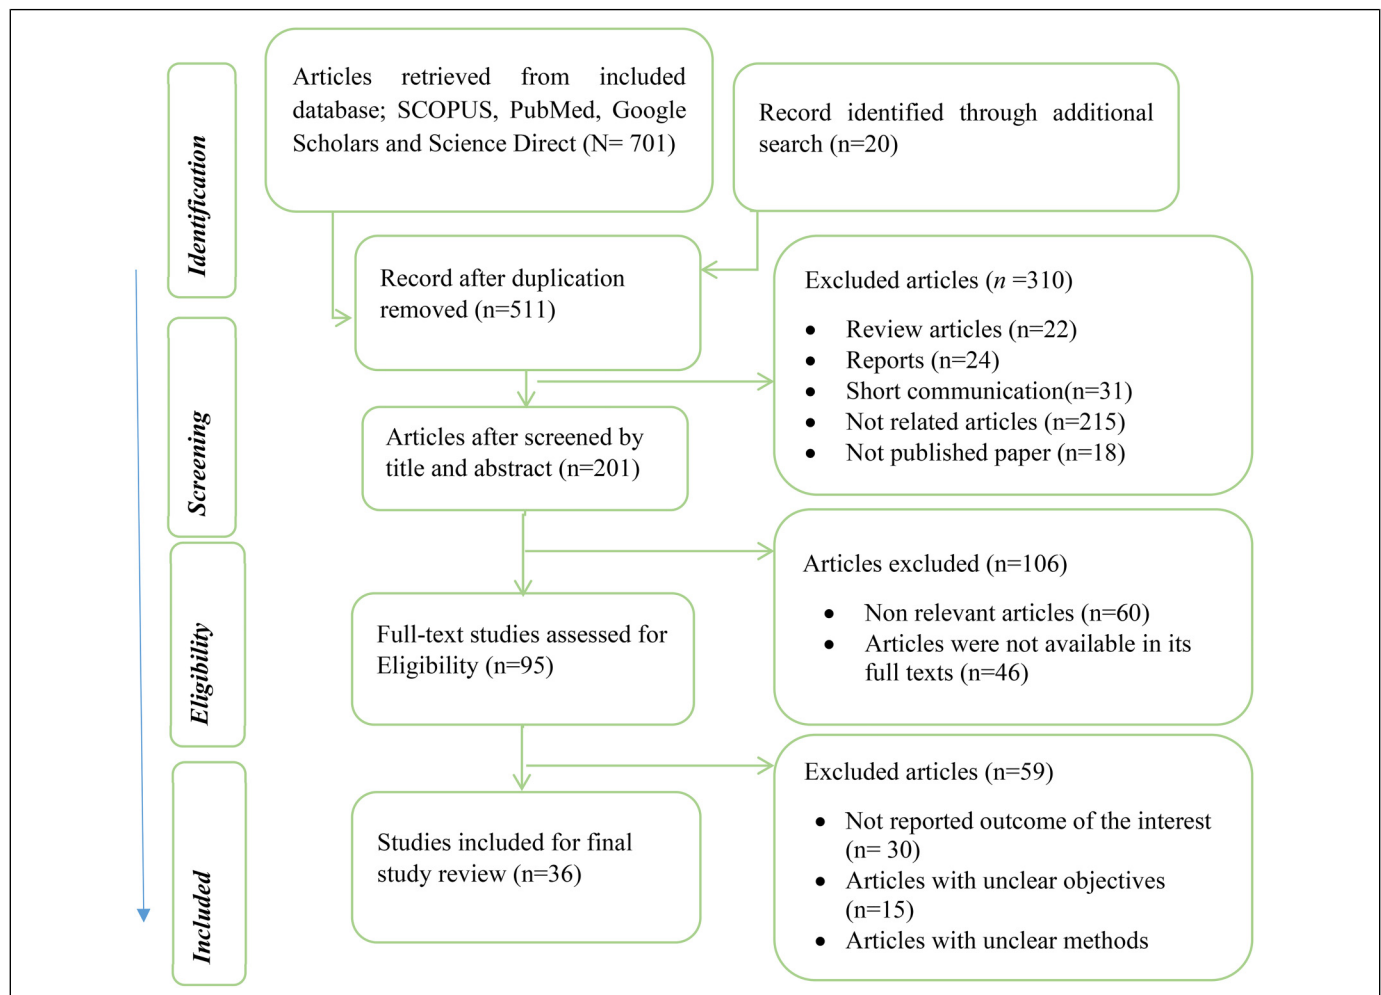 Identification
Articles retrieved from included
database; SCOPUS, PubMed, Google
Scholars and Science Direct (N= 701)
Record identified through additional
search (n=20)
Record after duplication
removed (n=511)
Excluded articles (n =310)
• Review articles (n=22)
• Reports (n=24)
• Short communication(n=31)
• Not related articles (n=215)
• Not published paper (n=18)
Screening
Articles after screened by
title and abstract (n=201)
Articles excluded (n=106)
• Non relevant articles (n=60)
• Articles were not available in its
full texts (n=46)
Eligibility
Full-text studies assessed for
Eligibility (n=95)
Excluded articles (n=59)
• Not reported outcome of the interest
(n= 30)
• Articles with unclear objectives
(n=15)
• Articles with unclear methods
Included
Studies included for final
study review (n=36)